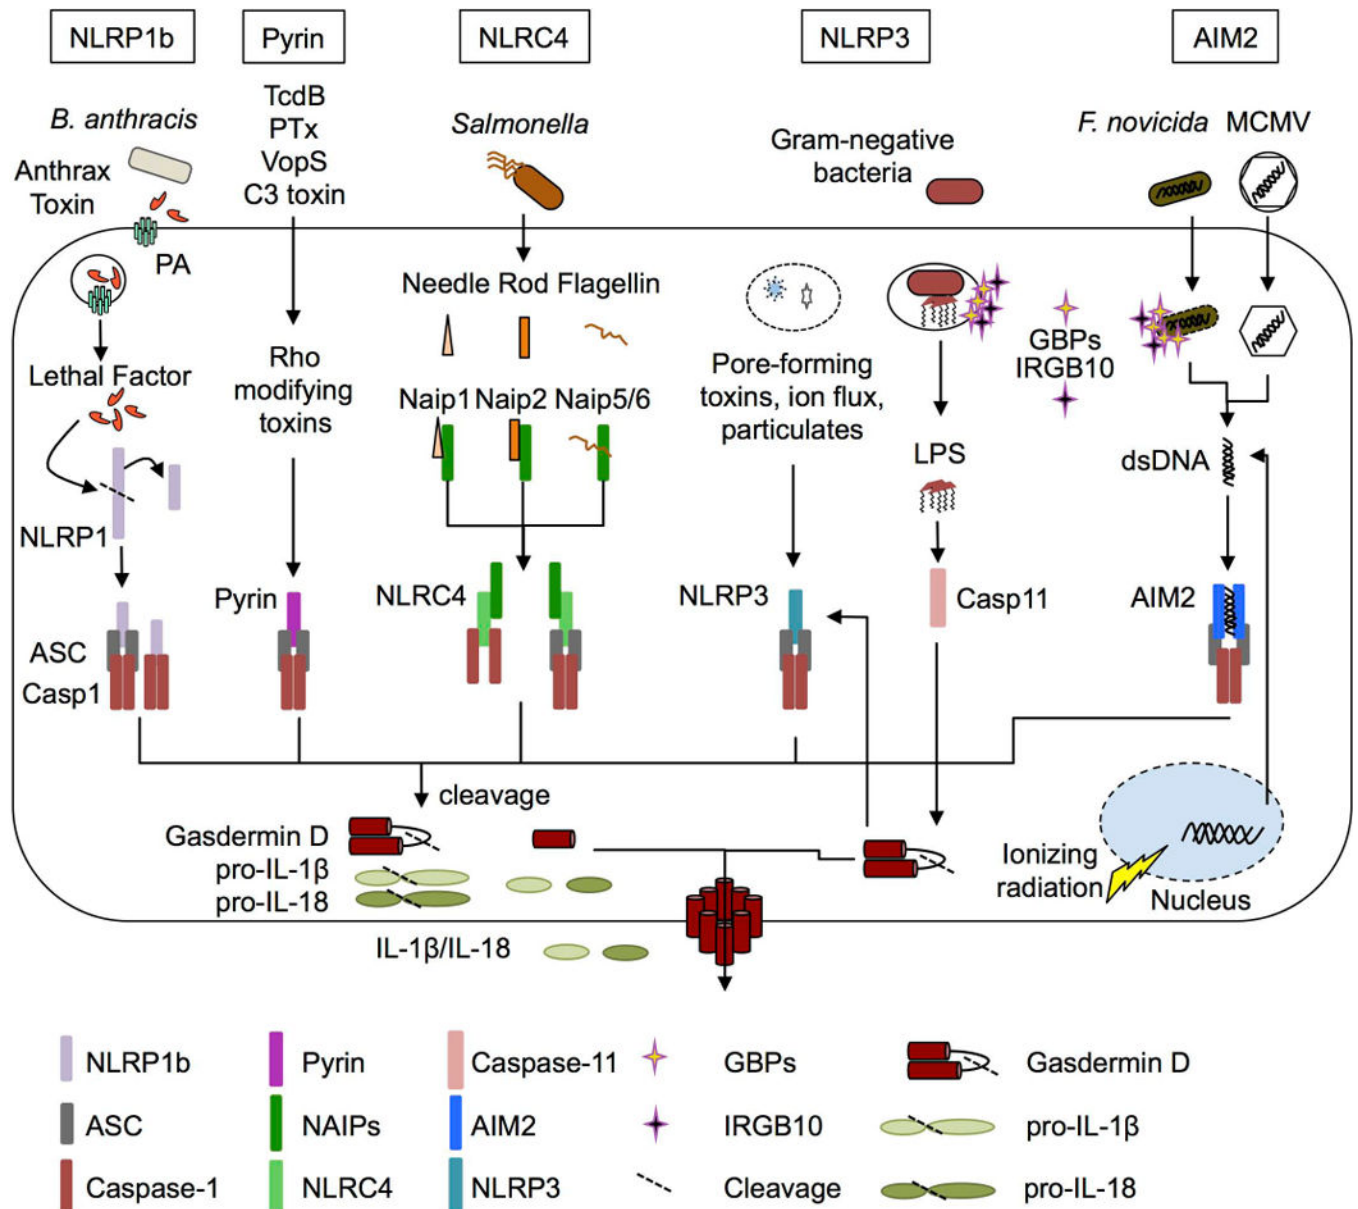 NLRP1b
Pyrin
NLRC4
NLRP3
AIM2
B. anthracis
Anthrax
Toxin
PA
TcdB
PTx
VopS
C3 toxin
Salmonella
Gram-negative
bacteria
F. novicida
MCMV
Lethal Factor
NLRP1
Rho
modifying
toxins
Needle Rod Flagellin
Naip1 Naip2 Naip5/6
Pore-forming
toxins, ion flux,
particulates
LPS
GBPs
IRGB10
dsDNA
Pyrin
NLRC4
NLRP3
Casp11
AIM2
ASC
Casp1
cleavage
Gasdermin D
pro-IL-1β
pro-IL-18
IL-1β/IL-18
Ionizing
radiation
Nucleus
NLRP1b
Pyrin
Caspase-11
GBPs
Gasdermin D
ASC
NAIPs
AIM2
IRGB10
pro-IL-1β
Caspase-1
NLRC4
NLRP3
Cleavage
pro-IL-18